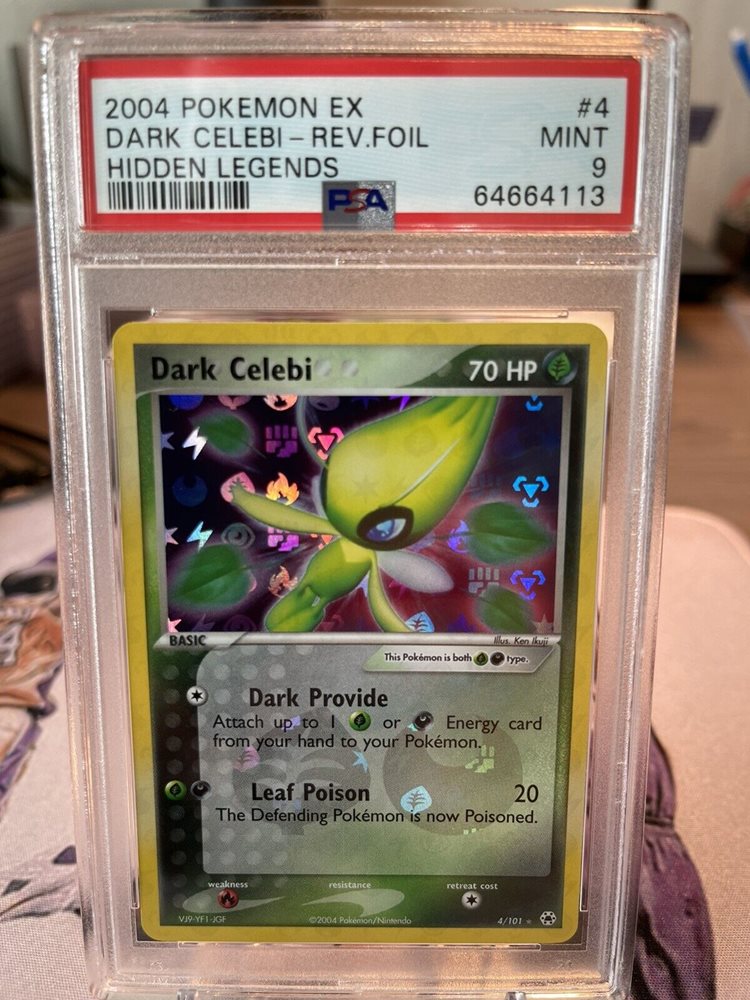 2004 POKEMON EX #4
DARK CELEBI - REV.FOIL MINT
HIDDEN LEGENDS 9
PSA 64664113
Dark Celebi 70 HP
BASIC Illus. Ken Ikuji
This Pokémon is both type.
Dark Provide
Attach up to 1 or Energy card
from your hand to your Pokémon.
Leaf Poison 20
The Defending Pokémon is now Poisoned.
weakness resistance retreat cost
VJ9-YF1-JGF ©2004 Pokémon/Nintendo 4/101 ★